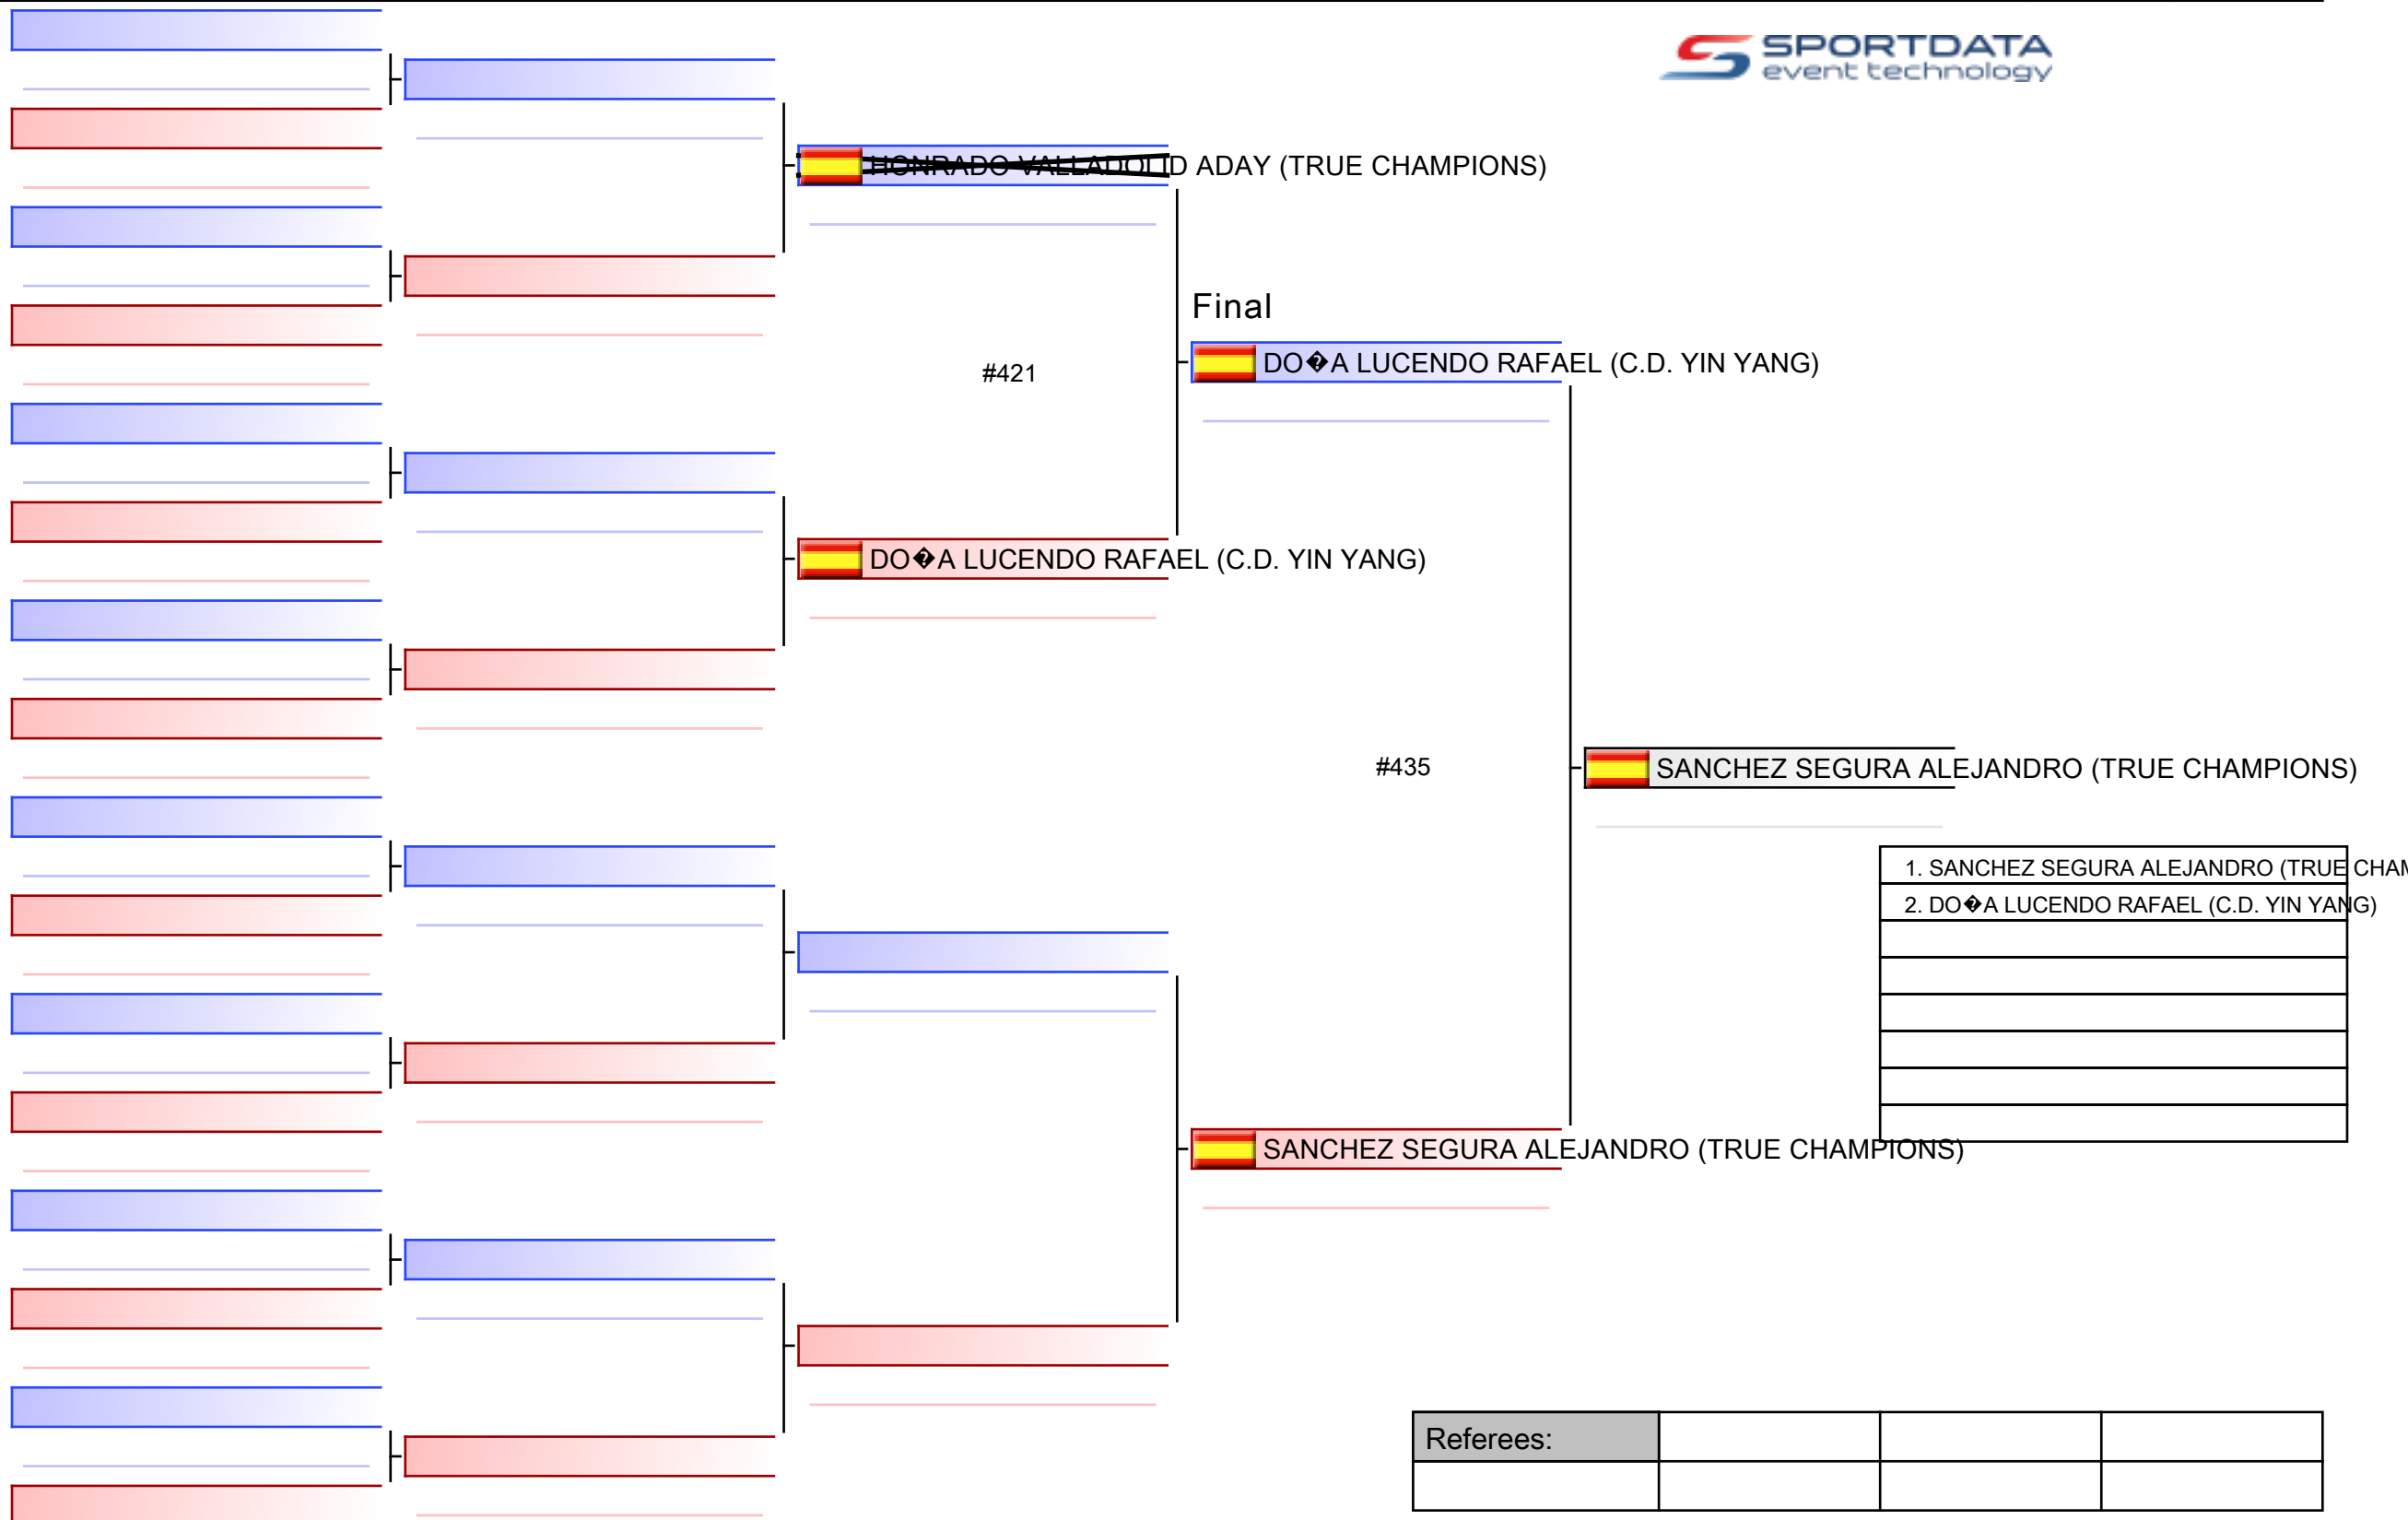 SPORTDATA
event technology
HONRADO VALLADOLID ADAY (TRUE CHAMPIONS)
Final
DO�A LUCENDO RAFAEL (C.D. YIN YANG)
#421
DO�A LUCENDO RAFAEL (C.D. YIN YANG)
#435
SANCHEZ SEGURA ALEJANDRO (TRUE CHAMPIONS)
1. SANCHEZ SEGURA ALEJANDRO (TRUE CHAM
2. DO�A LUCENDO RAFAEL (C.D. YIN YANG)
SANCHEZ SEGURA ALEJANDRO (TRUE CHAMPIONS)
Referees: